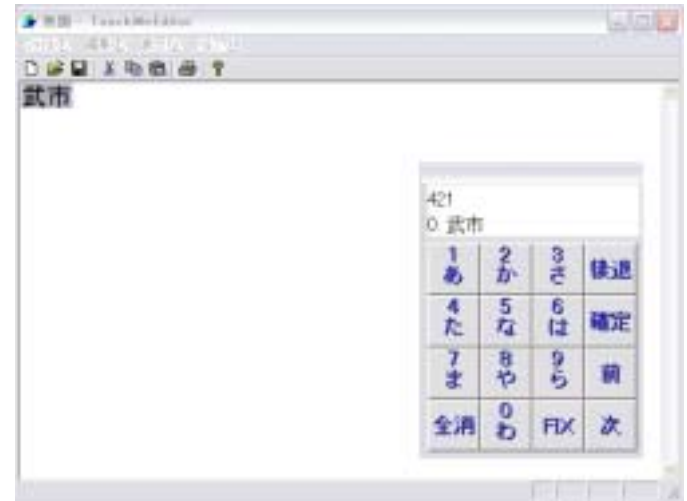 武市
421
0 武市
1 2 3
あ か さ 後退
4 5 6
た な は 確定
7 8 9
ま や ら 前
全消 0 わ FIX 次